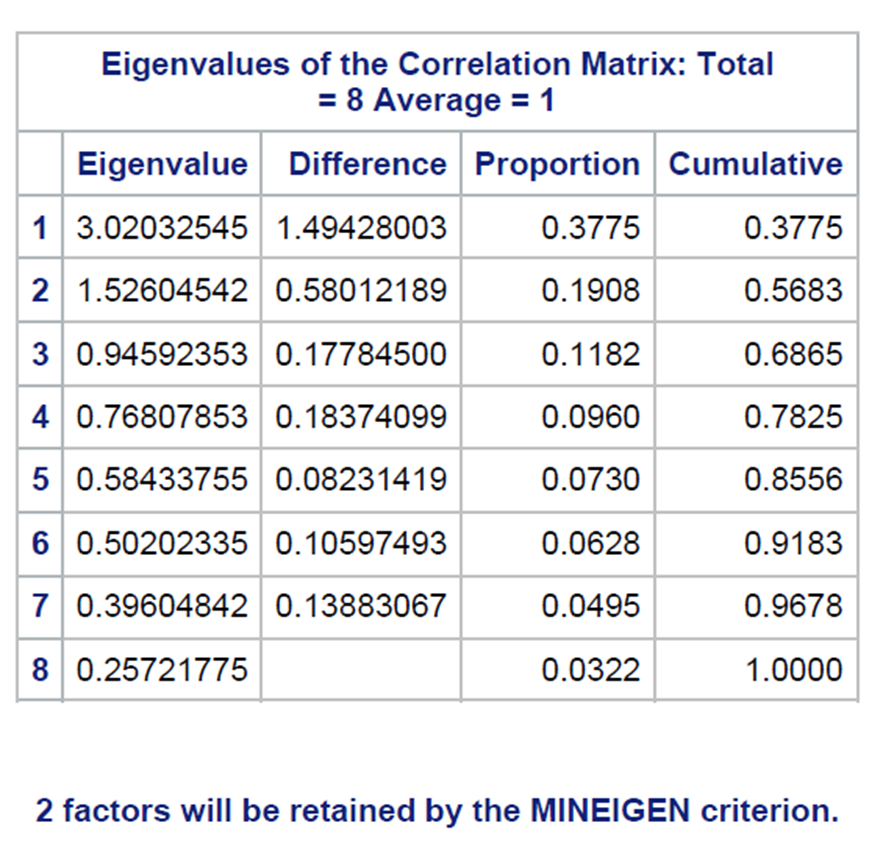 Eigenvalues of the Correlation Matrix: Total
= 8 Average = 1
Eigenvalue Difference Proportion Cumulative
1 3.02032545 1.49428003 0.3775 0.3775
2 1.52604542 0.58012189 0.1908 0.5683
3 0.94592353 0.17784500 0.1182 0.6865
4 0.76807853 0.18374099 0.0960 0.7825
5 0.58433755 0.08231419 0.0730 0.8556
6 0.50202335 0.10597493 0.0628 0.9183
7 0.39604842 0.13883067 0.0495 0.9678
8 0.25721775 0.0322 1.0000
2 factors will be retained by the MINEIGEN criterion.